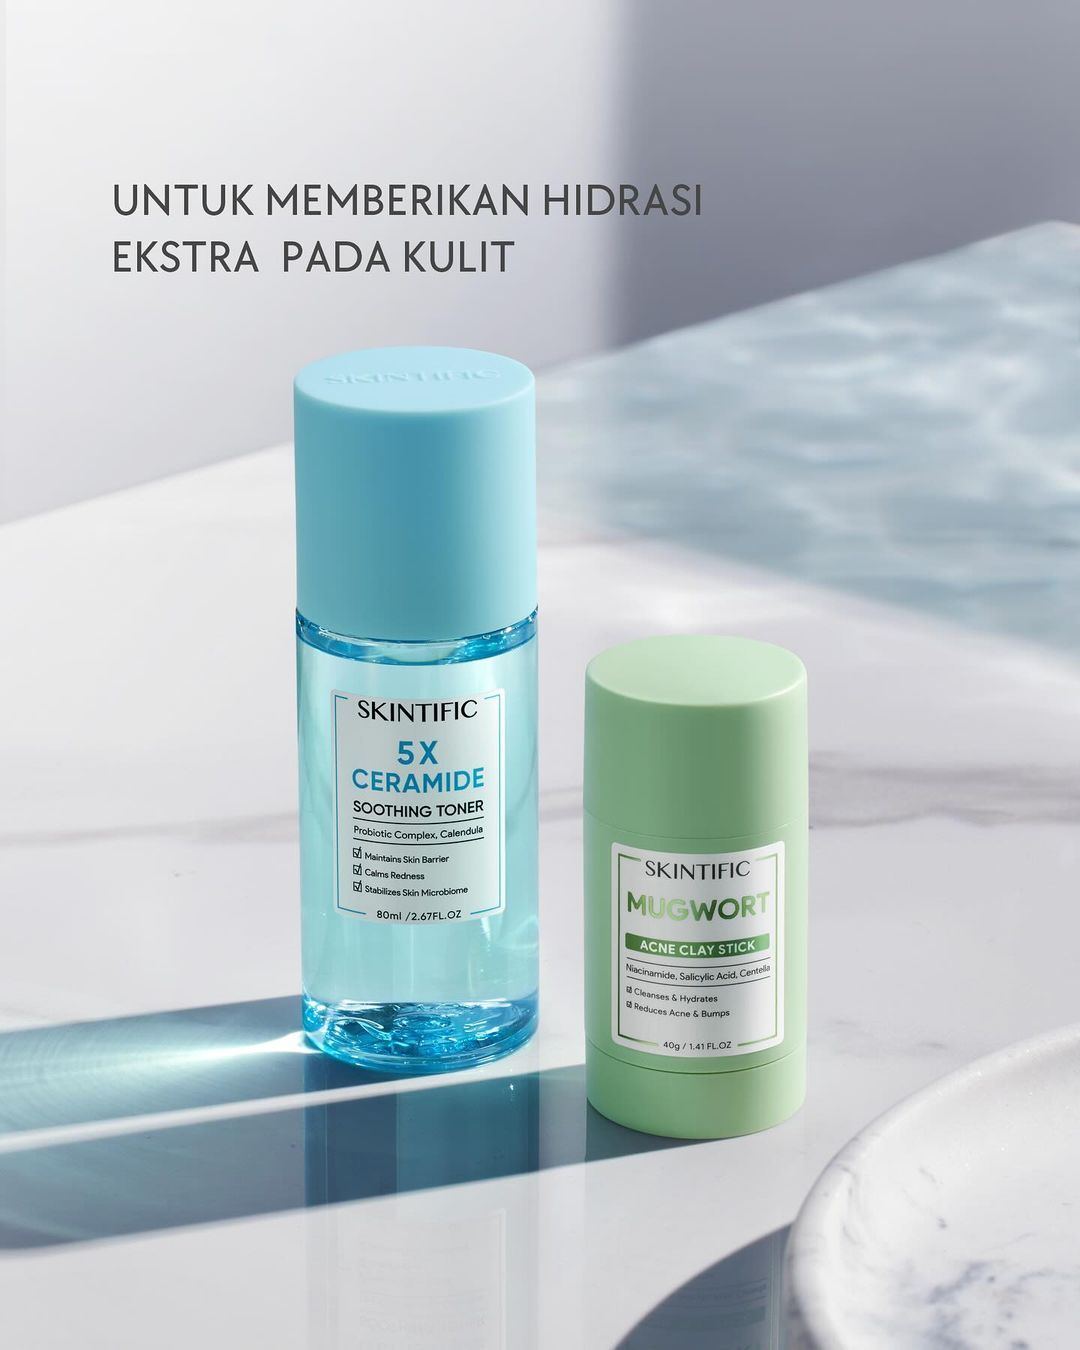 UNTUK MEMBERIKAN HIDRASI
EKSTRA PADA KULIT
SKINTIFIC
SKINTIFIC
5X
CERAMIDE
SOOTHING TONER
Probiotic Complex, Calendula
Maintains Skin Barrier
Calms Redness
Stabilizes Skin Microbiome
80ml /2.67FL.OZ
SKINTIFIC
MUGWORT
ACNE CLAY STICK
Niacinamide, Salicylic Acid, Centella
Cleanses & Hydrates
Reduces Acne & Bumps
40g / 1.41 FL.OZ